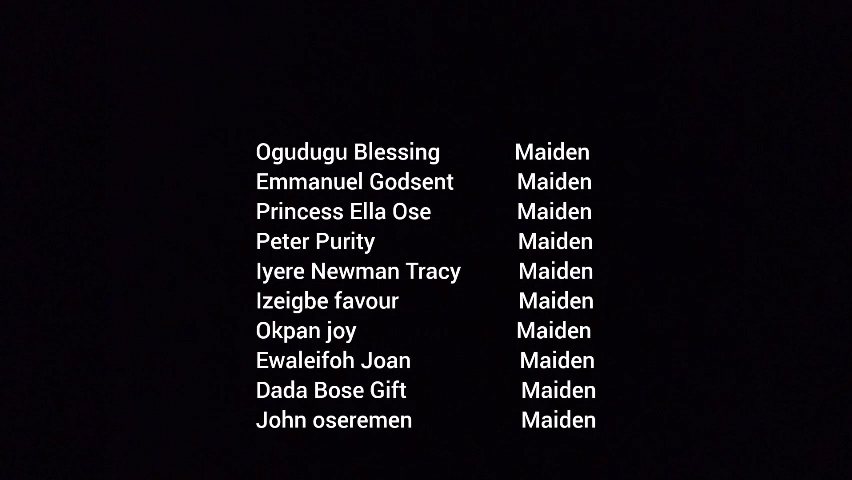 Ogudugu Blessing Maiden
Emmanuel Godsent Maiden
Princess Ella Ose Maiden
Peter Purity Maiden
Iyere Newman Tracy Maiden
Izeigbe favour Maiden
Okpan joy Maiden
Ewaleifoh Joan Maiden
Dada Bose Gift Maiden
John oseremen Maiden